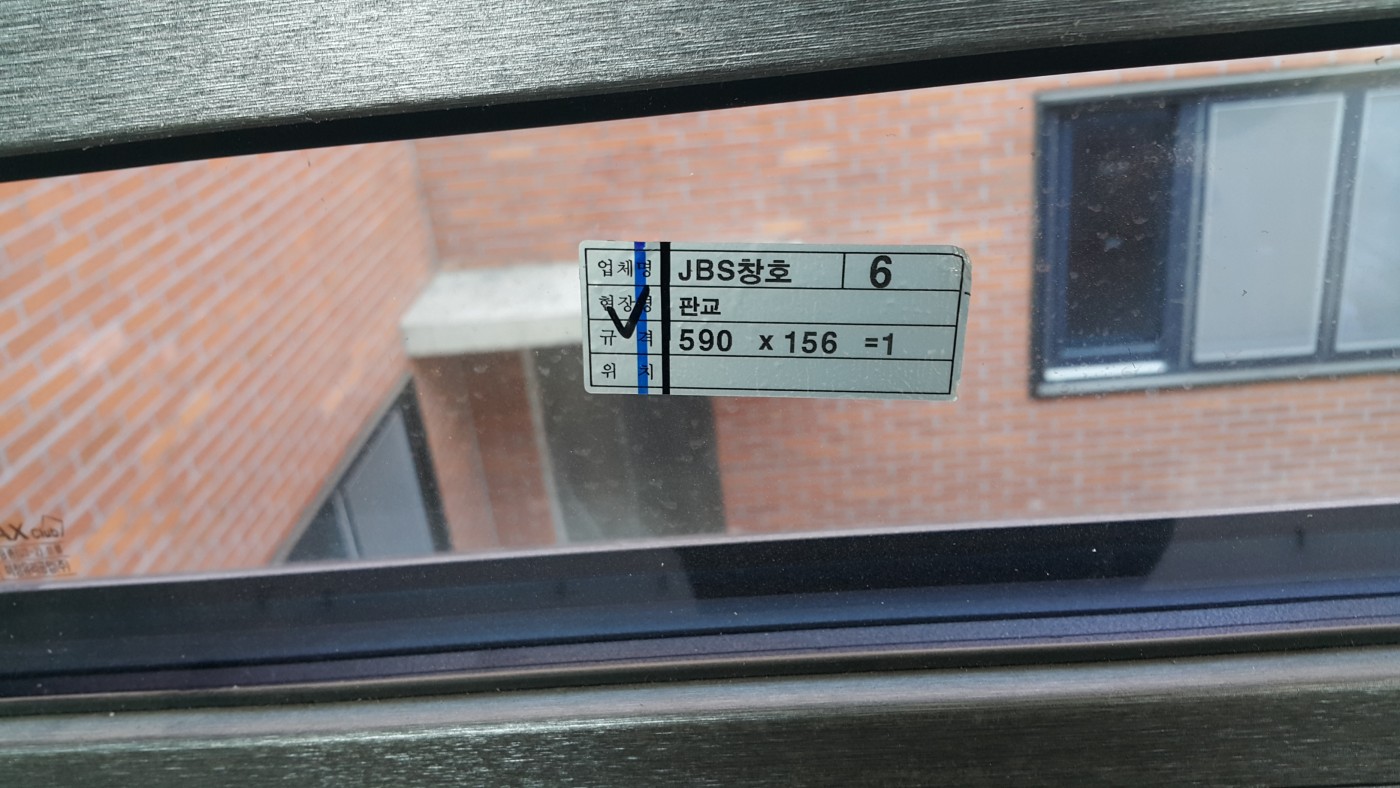 업체명 JBS창호 6
현장명 판교
규격 590 x 156 =1
위치